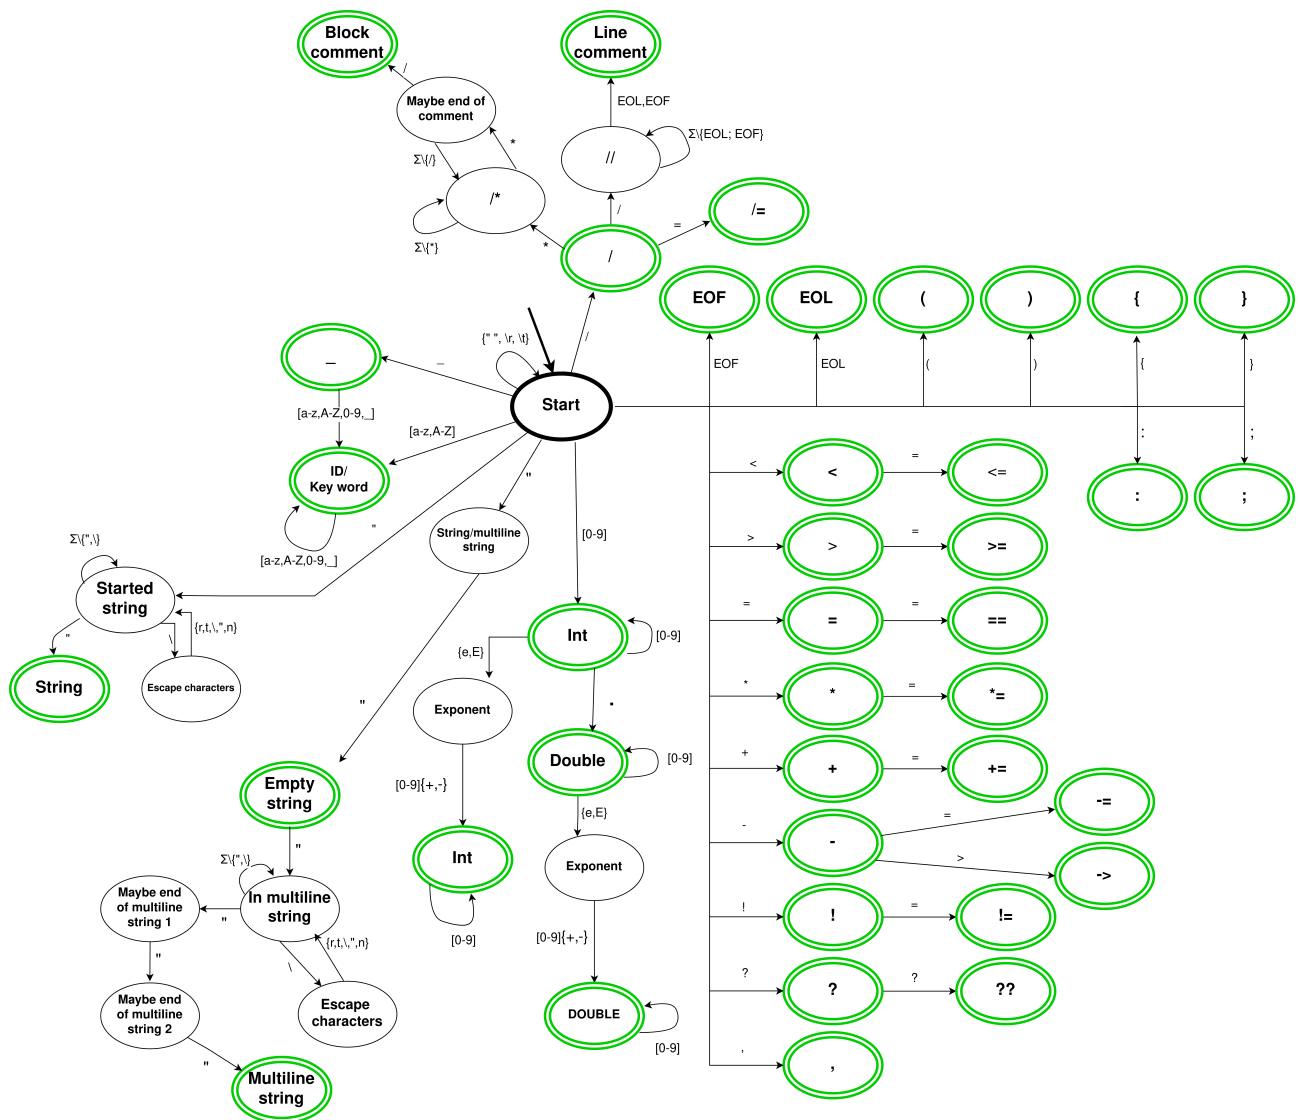 Block
comment
Line
comment
/
EOL,EOF
Maybe end of
comment
*
Σ\{EOL; EOF}
//
Σ\{/}
/*
/
/=
=
Σ\{*}
*
/
EOF
EOL
(
)
{
}
{" ", \r, \t}
/
_
_
EOF
EOL
(
)
{
}
Start
[a-z,A-Z,0-9,_]
[a-z,A-Z]
:
;
ID/
Key word
"
<
<
=
<=
:
;
"
String/multiline
string
[0-9]
Σ\{",\}
[a-z,A-Z,0-9,_]
>
>
=
>=
Started
string
{r,t,\,",n}
"
\
=
=
=
==
Int
[0-9]
{e,E}
String
Escape characters
*
*
=
*=
"
Exponent
.
Double
[0-9]
+
+
=
+=
Empty
string
[0-9]{+,-}
{e,E}
-
-
=
-=
>
->
"
Σ\{",\}
Int
Exponent
Maybe end
of multiline
string 1
"
In multiline
string
!
!
=
!=
{r,t,\,",n}
[0-9]
[0-9]{+,-}
"
\
?
?
?
??
Maybe end
of multiline
string 2
Escape
characters
DOUBLE
[0-9]
"
,
,
Multiline
string